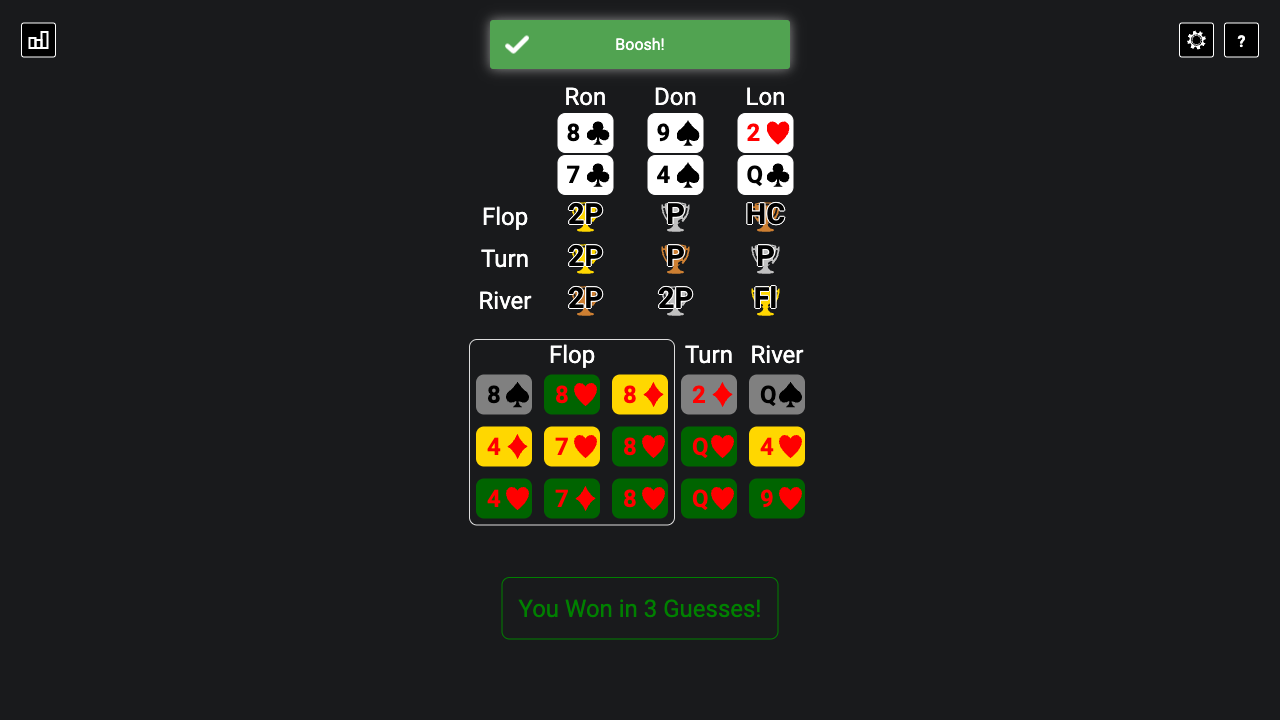 Boosh!
?
Ron Don Lon
8 9 2
7 4 Q
Flop 2P P HC
Turn 2P P P
River 2P 2P Fl
Flop Turn River
8 8 8 2 Q
4 7 8 Q 4
4 7 8 Q 9
You Won in 3 Guesses!